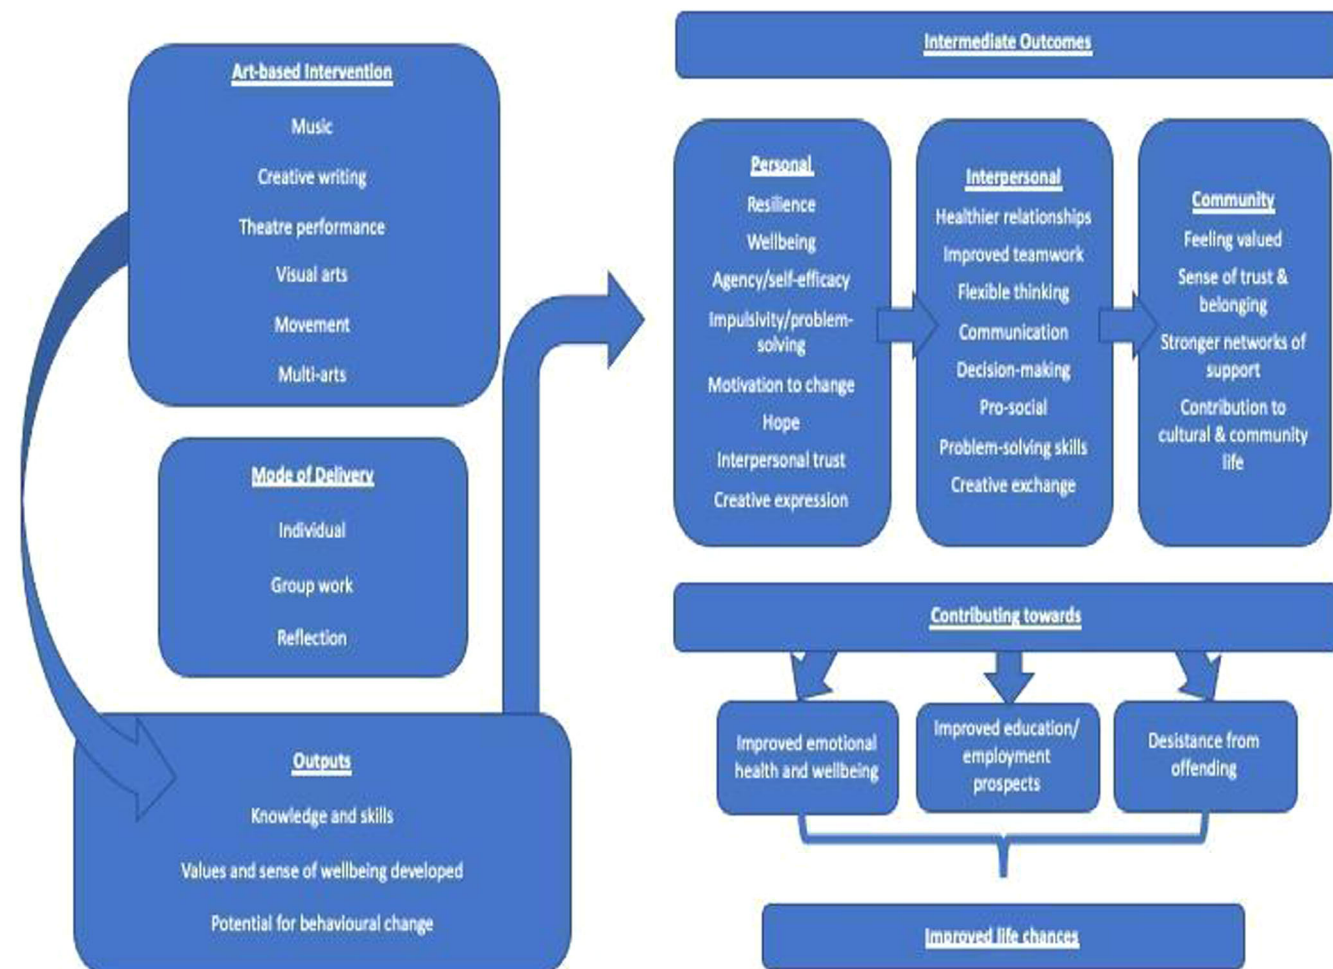 Art-based Intervention
Music
Creative writing
Theatre performance
Visual arts
Movement
Multi-arts
Mode of Delivery
Individual
Group work
Reflection
Outputs
Knowledge and skills
Values and sense of wellbeing developed
Potential for behavioural change
Intermediate Outcomes
Personal
Resilience
Wellbeing
Agency/self-efficacy
Impulsivity/problem-
solving
Motivation to change
Hope
Interpersonal trust
Creative expression
Interpersonal
Healthier relationships
Improved teamwork
Flexible thinking
Communication
Decision-making
Pro-social
Problem-solving skills
Creative exchange
Community
Feeling valued
Sense of trust &
belonging
Stronger networks of
support
Contribution to
cultural & community
life
Contributing towards
Improved emotional
health and wellbeing
Improved education/
employment
prospects
Desistance from
offending
Improved life chances